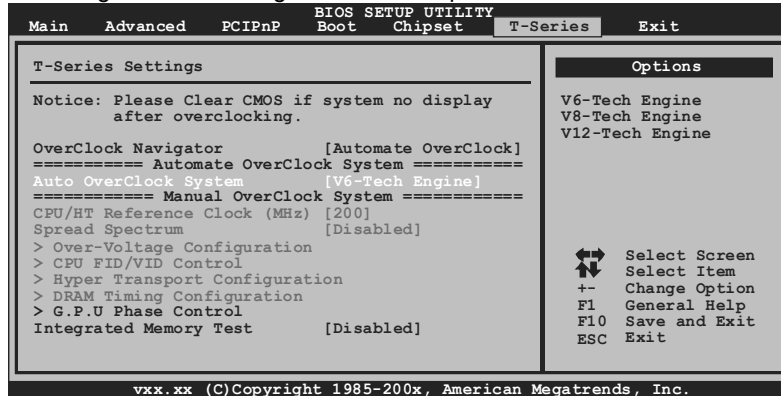 BIOS SETUP UTILITY
Main Advanced PCIPnP Boot Chipset T-Series Exit
T-Series Settings
Notice: Please Clear CMOS if system no display
after overclocking.
OverClock Navigator [Automate OverClock]
=========== Automate OverClock System ===========
Auto OverClock System [V6-Tech Engine]
============ Manual OverClock System ============
CPU/HT Reference Clock (MHz) [200]
Spread Spectrum [Disabled]
> Over-Voltage Configuration
> CPU FID/VID Control
> Hyper Transport Configuration
> DRAM Timing Configuration
> G.P.U Phase Control
Integrated Memory Test [Disabled]
Options
V6-Tech Engine
V8-Tech Engine
V12-Tech Engine
Select Screen
Select Item
+- Change Option
F1 General Help
F10 Save and Exit
ESC Exit
vxx.xx (C)Copyright 1985-200x, American Megatrends, Inc.